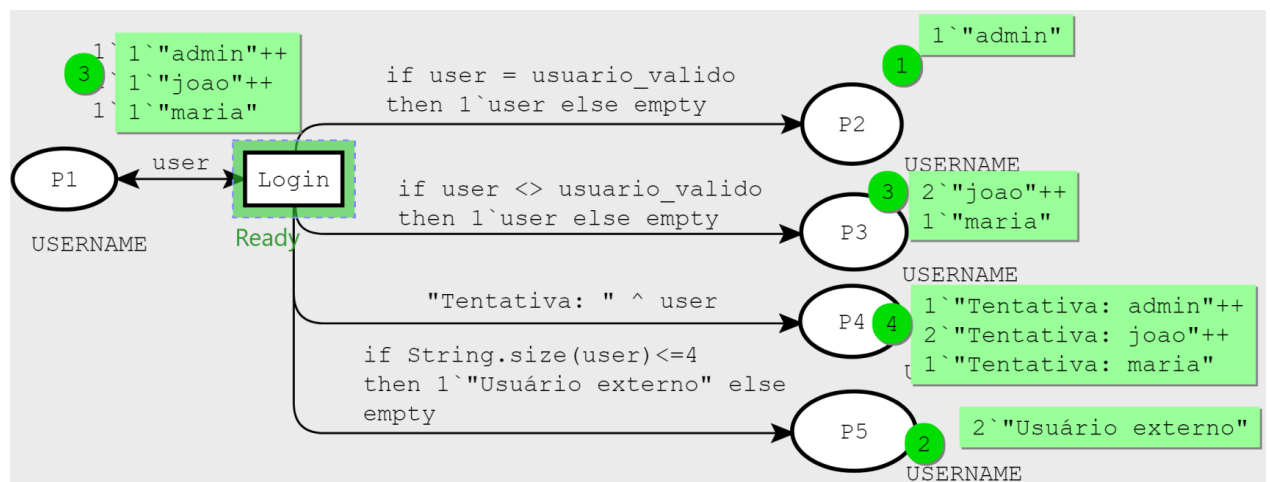 1`
1`"admin"++
3
1`"joao"++
1`
1`"maria"
P1
user
USERNAME
Login
Ready
if user = usuario_valido
then 1`user else empty
P2
1
1`"admin"
USERNAME
if user <> usuario_valido
then 1`user else empty
P3
3
2`"joao"++
1`"maria"
USERNAME
"Tentativa: " ^ user
P4
4
1`"Tentativa: admin"++
2`"Tentativa: joao"++
1`"Tentativa: maria"
if String.size(user)<=4
then 1`"Usuário externo" else
empty
P5
2
2`"Usuário externo"
USERNAME